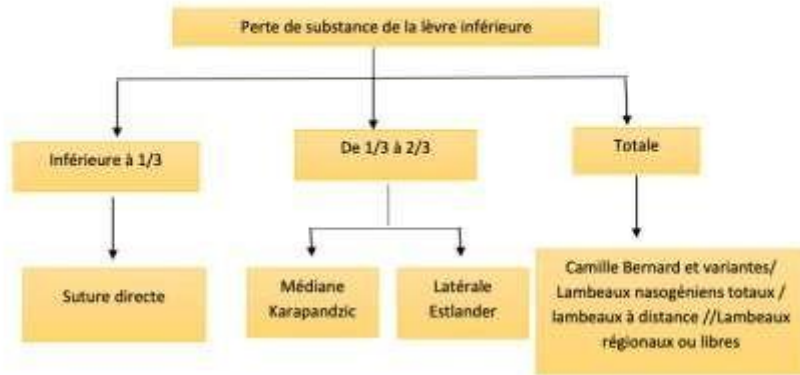 Perte de substance de la lèvre inférieure
Inférieure à 1/3
De 1/3 à 2/3
Totale
Suture directe
Médiane
Karapandzic
Latérale
Estlander
Camille Bernard et variantes/
Lambeaux nasogéniens totaux /
lambeaux à distance //Lambeaux
régionaux ou libres